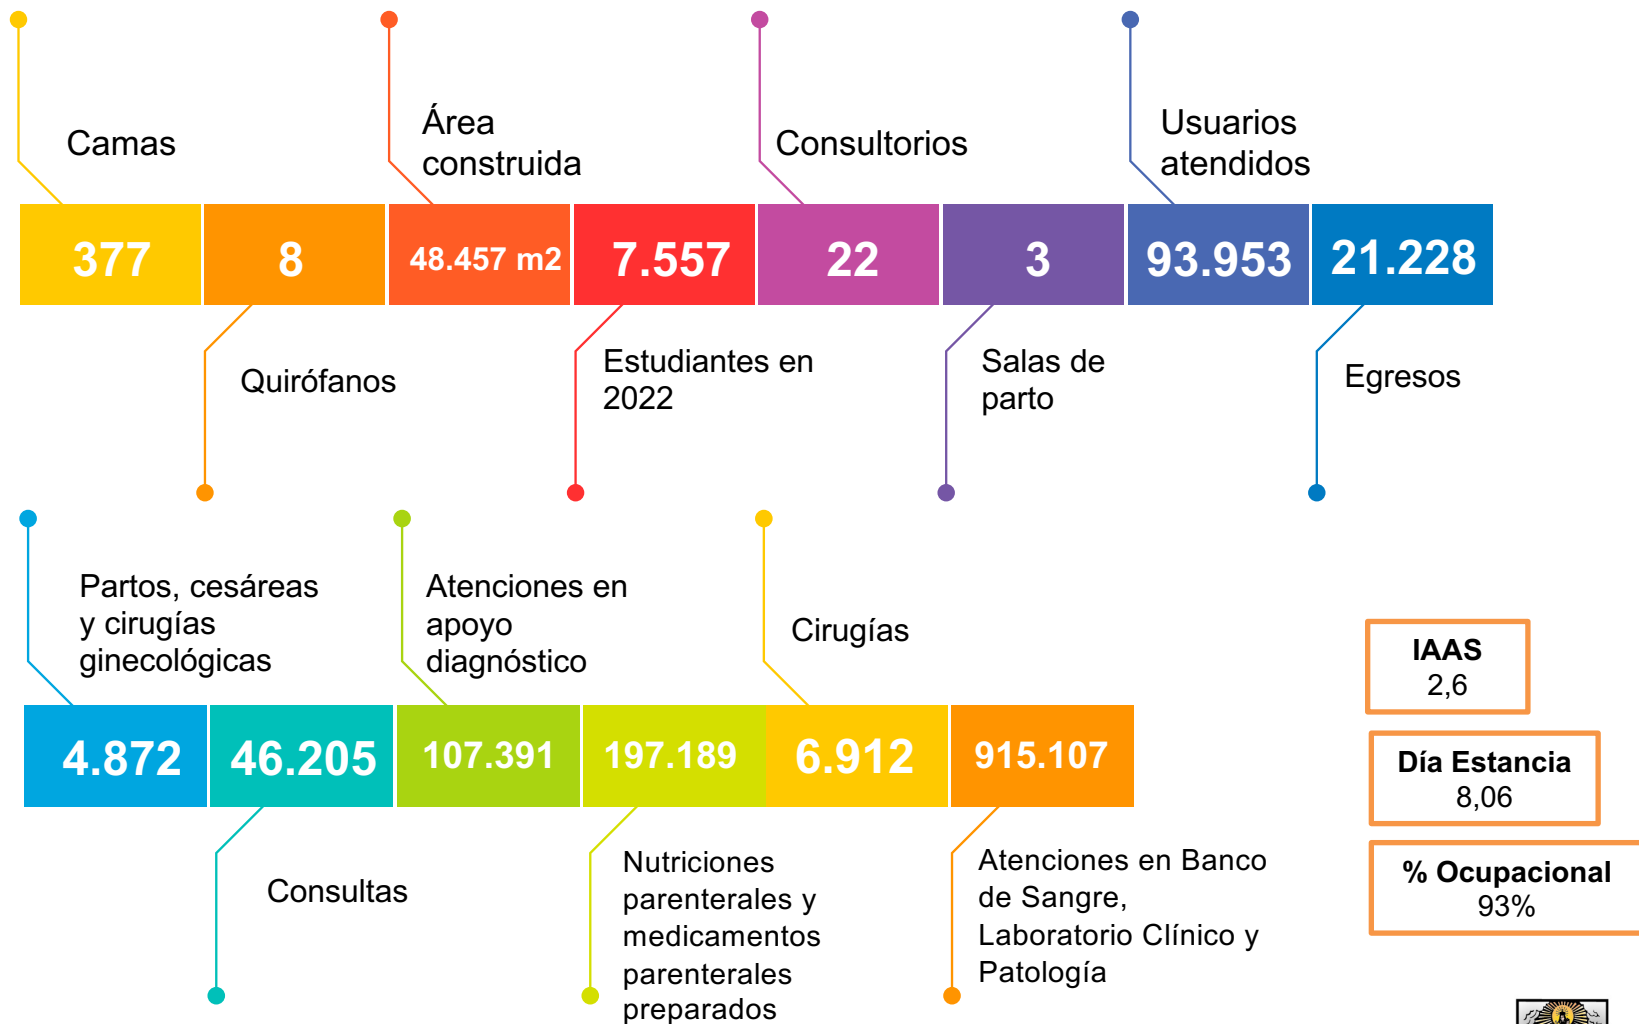 Camas
Área
construida
Consultorios
Usuarios
atendidos
377
8
48.457 m2
7.557
22
3
93.953
21.228
Quirófanos
Estudiantes en
2022
Salas de
parto
Egresos
Partos, cesáreas
y cirugías
ginecológicas
Atenciones en
apoyo
diagnóstico
Cirugías
IAAS
2,6
4.872
46.205
107.391
197.189
6.912
915.107
Día Estancia
8,06
Consultas
Nutriciones
parenterales y
medicamentos
parenterales
preparados
Atenciones en Banco
de Sangre,
Laboratorio Clínico y
Patología
% Ocupacional
93%